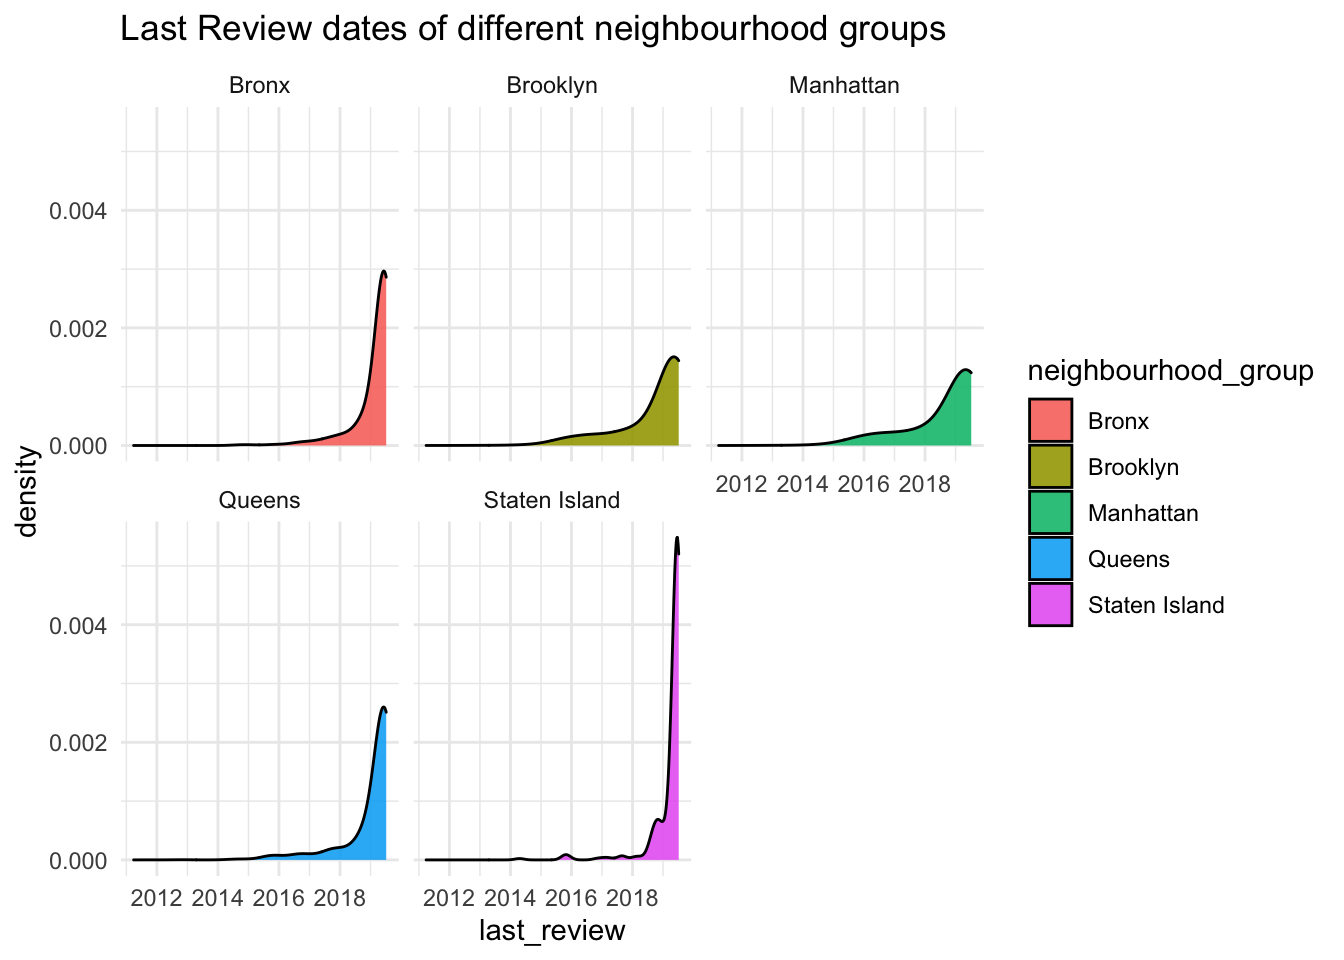 Last Review dates of different neighbourhood groups
Bronx Brooklyn Manhattan
0.004
0.002
0.000
2012 2014 2016 2018
density
Queens Staten Island
0.004
0.002
0.000
2012 2014 2016 2018 2012 2014 2016 2018
last_review
neighbourhood_group
Bronx
Brooklyn
Manhattan
Queens
Staten Island